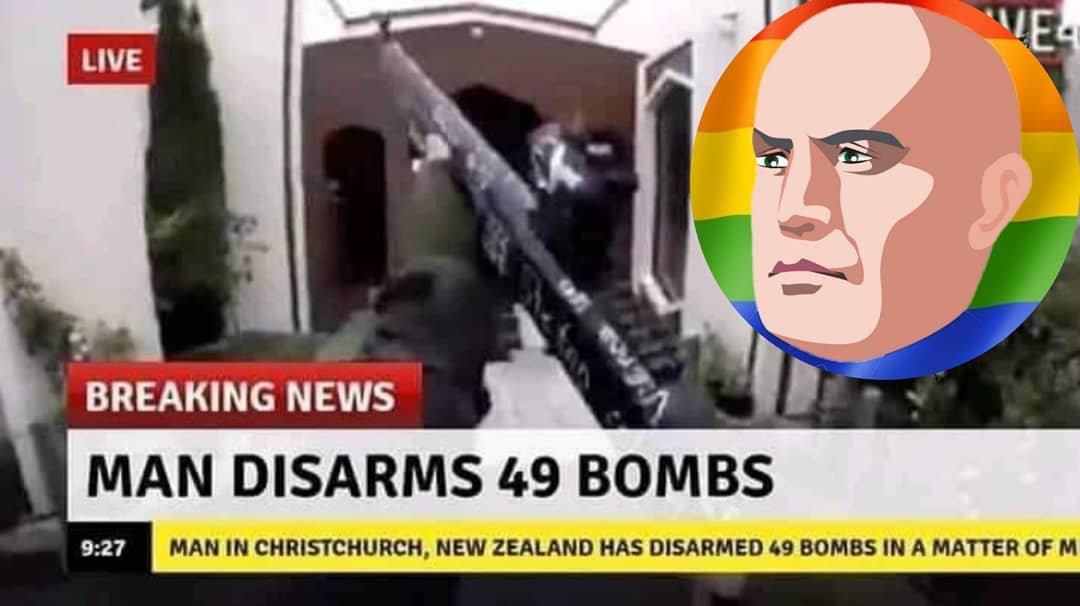 LIVE
BREAKING NEWS
MAN DISARMS 49 BOMBS
9:27
MAN IN CHRISTCHURCH, NEW ZEALAND HAS DISARMED 49 BOMBS IN A MATTER OF M